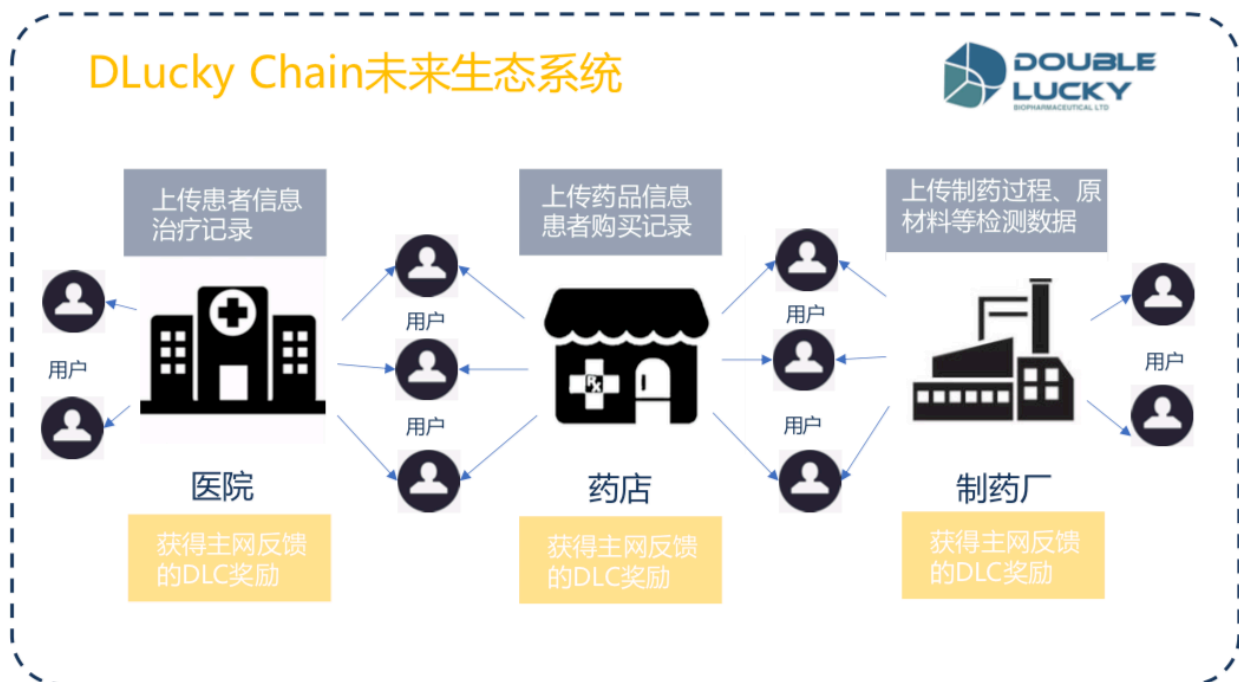 DLucky Chain未来生态系统
DOUBLE
LUCKY
BIOPHARMACEUTICAL LTD
上传患者信息
治疗记录
上传药品信息
患者购买记录
上传制药过程、原
材料等检测数据
用户
用户
用户
用户
用户
用户
Rx
医院
药店
制药厂
获得主网反馈
的DLC奖励
获得主网反馈
的DLC奖励
获得主网反馈
的DLC奖励